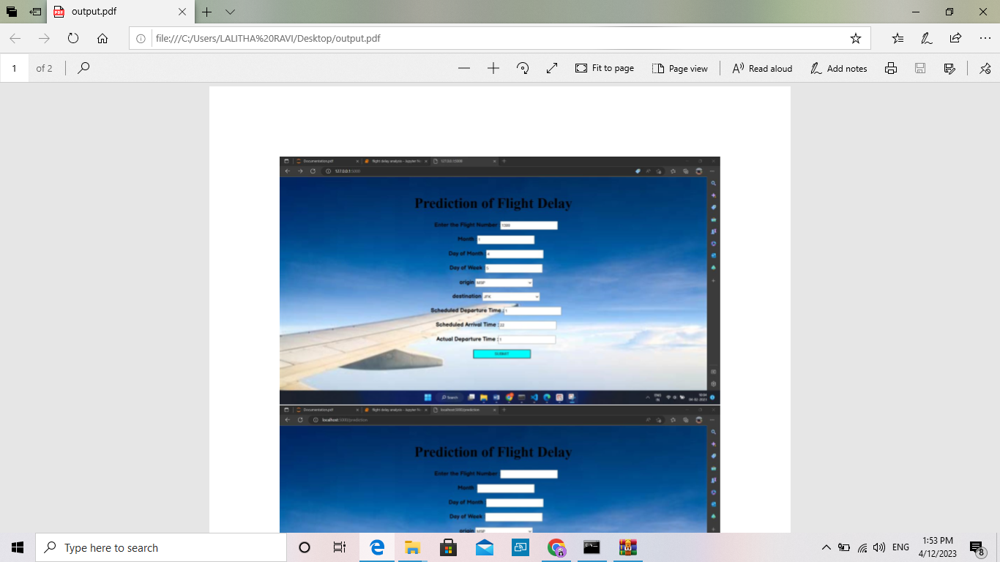 output.pdf
file:///C:/Users/LALITHA%20RAVI/Desktop/output.pdf
1 of 2 Fit to page Page view Read aloud Add notes
Documentation.pdf flight delay analysis - Jupyter 127.0.0.1:5000
127.0.0.1:5000
Prediction of Flight Delay
Enter the Flight Number
Month 1
Day of Month 4
Day of Week
origin MSP
destination JFK
Scheduled Departure Time : 1
Scheduled Arrival Time : 22
Actual Departure Time : 1
SUBMIT
Search ENG
IN
Documentation.pdf flight delay analysis - Jupyter localhost:5000/prediction
localhost:5000/prediction
Prediction of Flight Delay
Enter the Flight Number
Month
Day of Month
Day of Week
origin MSP
Type here to search ENG 1:53 PM
4/12/2023 8